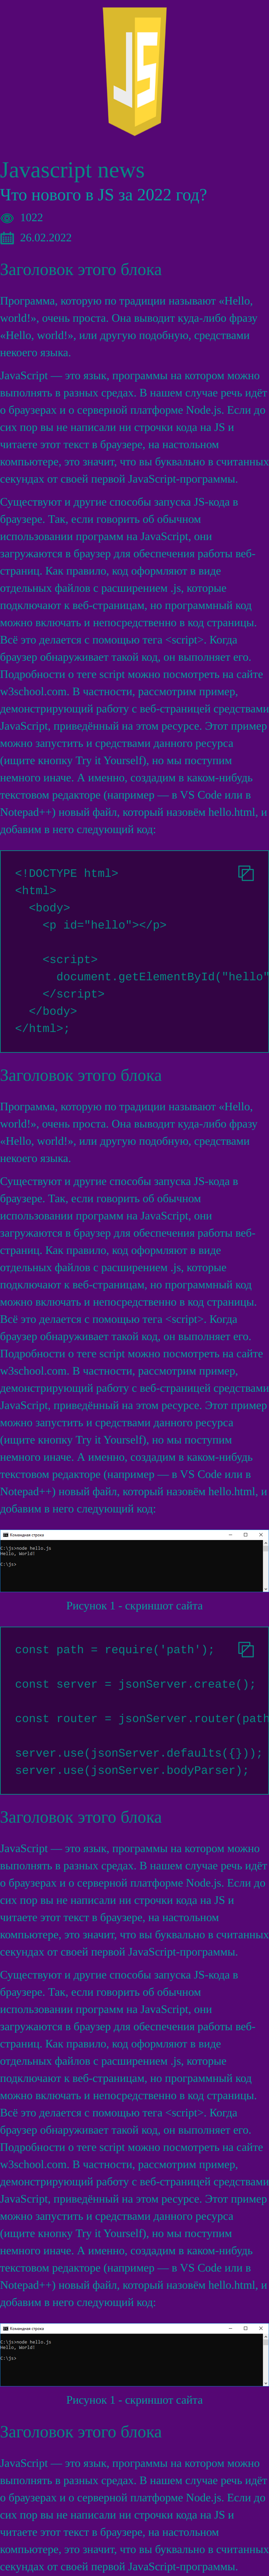 JS
Javascript news
Что нового в JS за 2022 год?
1022
26.02.2022
Заголовок этого блока
Программа, которую по традиции называют «Hello,
world!», очень проста. Она выводит куда-либо фразу
«Hello, world!», или другую подобную, средствами
некоего языка.
JavaScript — это язык, программы на котором можно
выполнять в разных средах. В нашем случае речь идёт
о браузерах и о серверной платформе Node.js. Если до
сих пор вы не написали ни строчки кода на JS и
читаете этот текст в браузере, на настольном
компьютере, это значит, что вы буквально в считанных
секундах от своей первой JavaScript-программы.
Существуют и другие способы запуска JS-кода в
браузере. Так, если говорить об обычном
использовании программ на JavaScript, они
загружаются в браузер для обеспечения работы веб-
страниц. Как правило, код оформляют в виде
отдельных файлов с расширением .js, которые
подключают к веб-страницам, но программный код
можно включать и непосредственно в код страницы.
Всё это делается с помощью тега <script>. Когда
браузер обнаруживает такой код, он выполняет его.
Подробности о теге script можно посмотреть на сайте
w3school.com. В частности, рассмотрим пример,
демонстрирующий работу с веб-страницей средствами
JavaScript, приведённый на этом ресурсе. Этот пример
можно запустить и средствами данного ресурса
(ищите кнопку Try it Yourself), но мы поступим
немного иначе. А именно, создадим в каком-нибудь
текстовом редакторе (например — в VS Code или в
Notepad++) новый файл, который назовём hello.html, и
добавим в него следующий код:
<!DOCTYPE html>
<html>
<body>
<p id="hello"></p>
<script>
document.getElementById("hello"
</script>
</body>
</html>;
Заголовок этого блока
Программа, которую по традиции называют «Hello,
world!», очень проста. Она выводит куда-либо фразу
«Hello, world!», или другую подобную, средствами
некоего языка.
Существуют и другие способы запуска JS-кода в
браузере. Так, если говорить об обычном
использовании программ на JavaScript, они
загружаются в браузер для обеспечения работы веб-
страниц. Как правило, код оформляют в виде
отдельных файлов с расширением .js, которые
подключают к веб-страницам, но программный код
можно включать и непосредственно в код страницы.
Всё это делается с помощью тега <script>. Когда
браузер обнаруживает такой код, он выполняет его.
Подробности о теге script можно посмотреть на сайте
w3school.com. В частности, рассмотрим пример,
демонстрирующий работу с веб-страницей средствами
JavaScript, приведённый на этом ресурсе. Этот пример
можно запустить и средствами данного ресурса
(ищите кнопку Try it Yourself), но мы поступим
немного иначе. А именно, создадим в каком-нибудь
текстовом редакторе (например — в VS Code или в
Notepad++) новый файл, который назовём hello.html, и
добавим в него следующий код:
Командная строка
C:\js>node hello.js
Hello, World!
C:\js>
Рисунок 1 - скриншот сайта
const path = require('path');
const server = jsonServer.create();
const router = jsonServer.router(path
server.use(jsonServer.defaults({}));
server.use(jsonServer.bodyParser);
Заголовок этого блока
JavaScript — это язык, программы на котором можно
выполнять в разных средах. В нашем случае речь идёт
о браузерах и о серверной платформе Node.js. Если до
сих пор вы не написали ни строчки кода на JS и
читаете этот текст в браузере, на настольном
компьютере, это значит, что вы буквально в считанных
секундах от своей первой JavaScript-программы.
Существуют и другие способы запуска JS-кода в
браузере. Так, если говорить об обычном
использовании программ на JavaScript, они
загружаются в браузер для обеспечения работы веб-
страниц. Как правило, код оформляют в виде
отдельных файлов с расширением .js, которые
подключают к веб-страницам, но программный код
можно включать и непосредственно в код страницы.
Всё это делается с помощью тега <script>. Когда
браузер обнаруживает такой код, он выполняет его.
Подробности о теге script можно посмотреть на сайте
w3school.com. В частности, рассмотрим пример,
демонстрирующий работу с веб-страницей средствами
JavaScript, приведённый на этом ресурсе. Этот пример
можно запустить и средствами данного ресурса
(ищите кнопку Try it Yourself), но мы поступим
немного иначе. А именно, создадим в каком-нибудь
текстовом редакторе (например — в VS Code или в
Notepad++) новый файл, который назовём hello.html, и
добавим в него следующий код:
Командная строка
C:\js>node hello.js
Hello, World!
C:\js>
Рисунок 1 - скриншот сайта
Заголовок этого блока
JavaScript — это язык, программы на котором можно
выполнять в разных средах. В нашем случае речь идёт
о браузерах и о серверной платформе Node.js. Если до
сих пор вы не написали ни строчки кода на JS и
читаете этот текст в браузере, на настольном
компьютере, это значит, что вы буквально в считанных
секундах от своей первой JavaScript-программы.